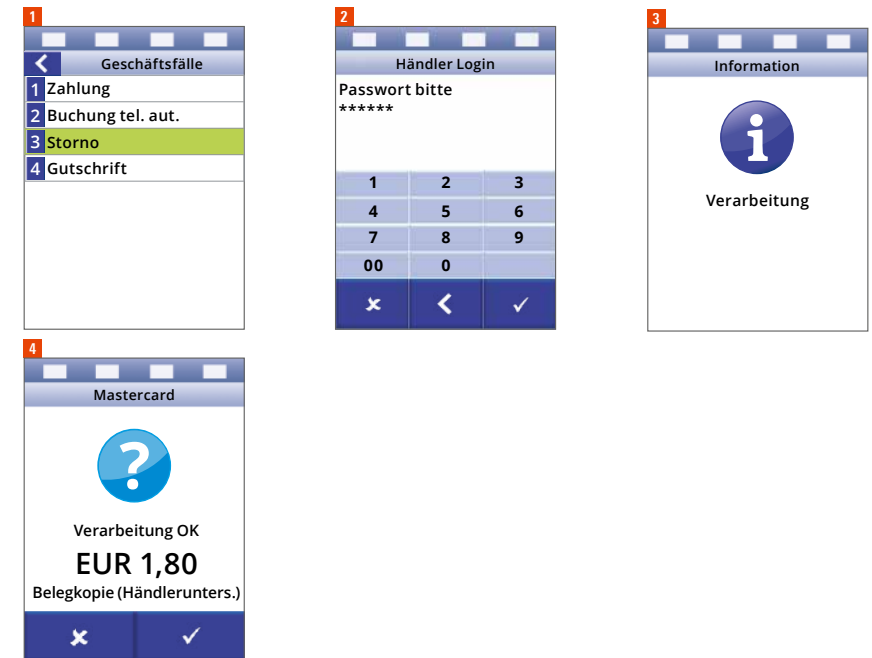 1
Geschäftsfälle
1 Zahlung
2 Buchung tel. aut.
3 Storno
4 Gutschrift
2
Händler Login
Passwort bitte
******
1 2 3
4 5 6
7 8 9
00 0
3
Information
i
Verarbeitung
4
Mastercard
?
Verarbeitung OK
EUR 1,80
Belegkopie (Händlerunters.)